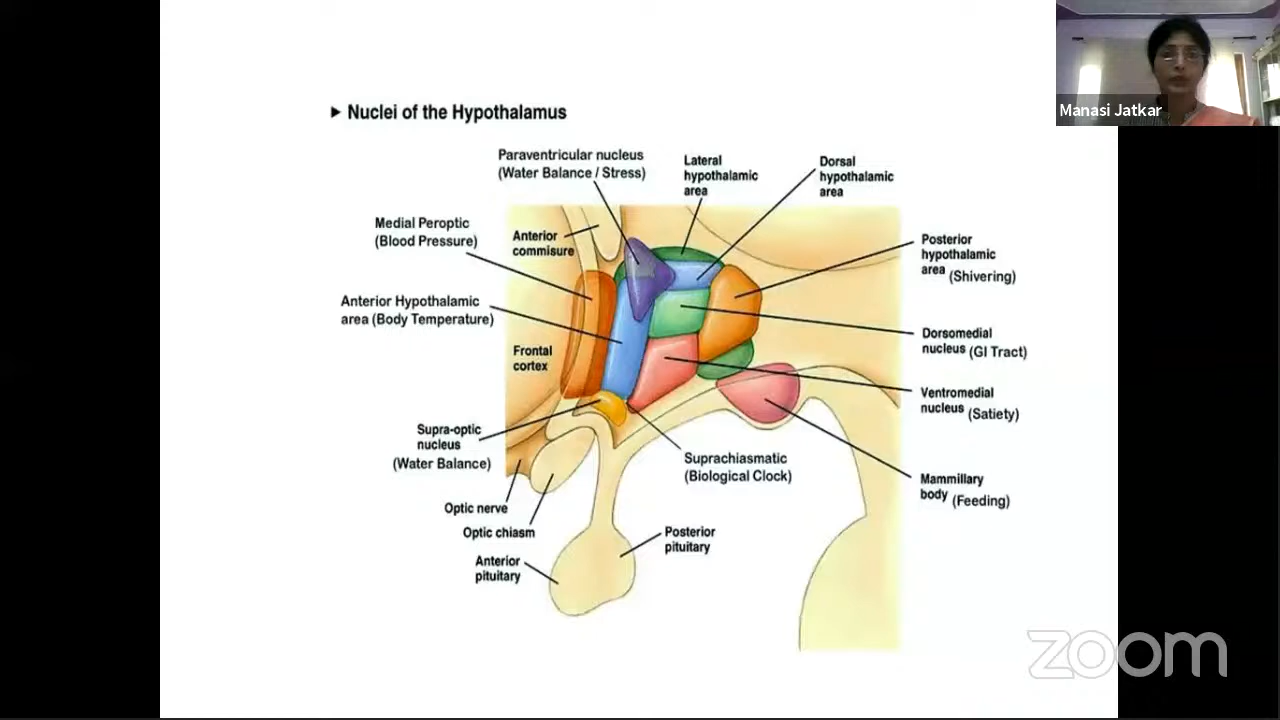 Manasi Jatkar
► Nuclei of the Hypothalamus
Paraventricular nucleus
(Water Balance / Stress)
Lateral
hypothalamic
area
Dorsal
hypothalamic
area
Medial Peroptic
(Blood Pressure)
Anterior
commisure
Posterior
hypothalamic
area (Shivering)
Anterior Hypothalamic
area (Body Temperature)
Frontal
cortex
Dorsomedial
nucleus (GI Tract)
Ventromedial
nucleus (Satiety)
Supra-optic
nucleus
(Water Balance)
Suprachiasmatic
(Biological Clock)
Mammillary
body (Feeding)
Optic nerve
Optic chiasm
Anterior
pituitary
Posterior
pituitary
zoom